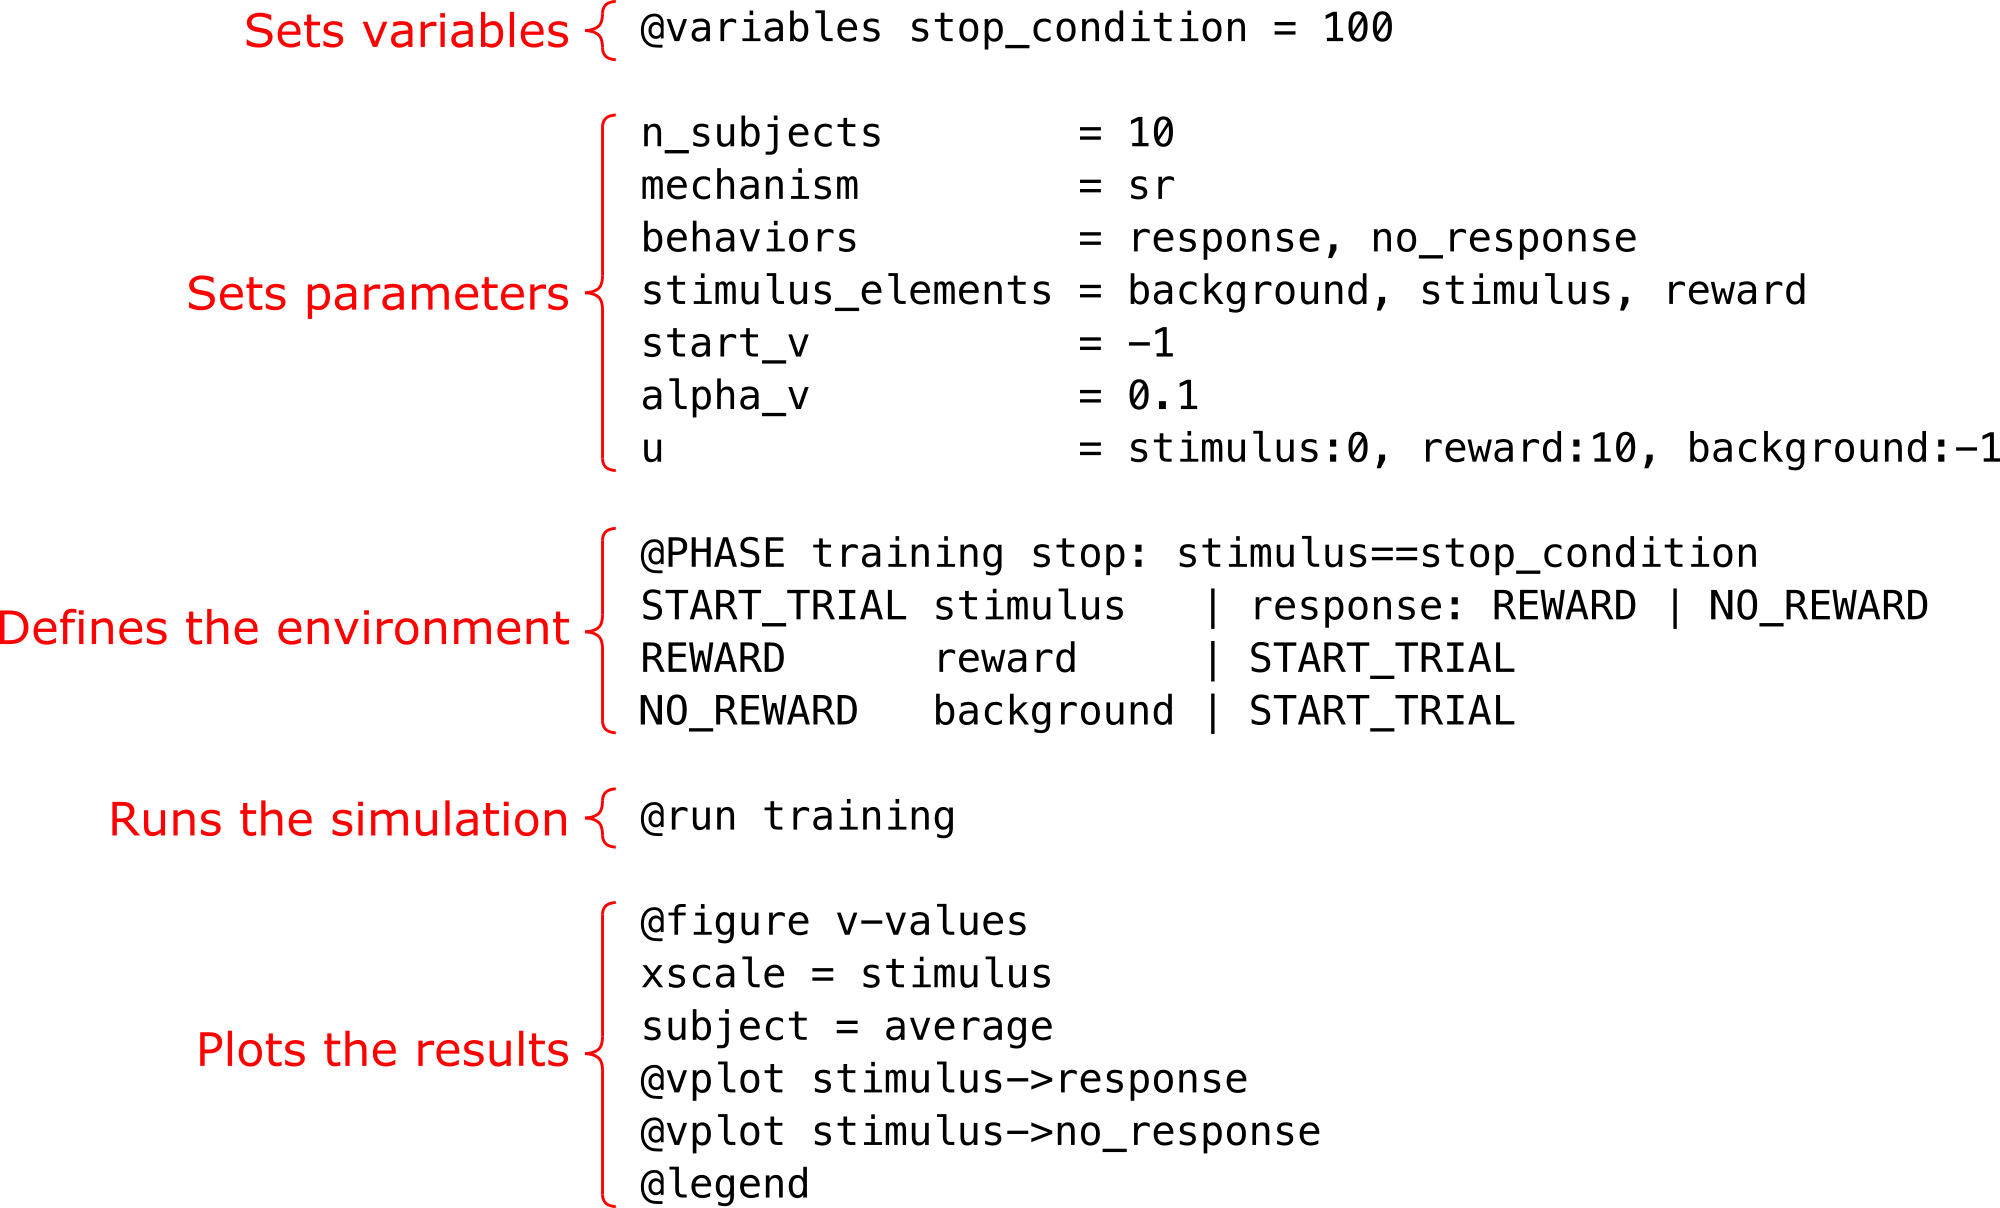 Sets variables
@variables stop_condition = 100
Sets parameters
n_subjects        = 10
mechanism         = sr
behaviors         = response, no_response
stimulus_elements = background, stimulus, reward
start_v           = -1
alpha_v           = 0.1
u                 = stimulus:0, reward:10, background:-1
Defines the environment
@PHASE training stop: stimulus==stop_condition
START_TRIAL stimulus   | response: REWARD | NO_REWARD
REWARD      reward     | START_TRIAL
NO_REWARD   background | START_TRIAL
Runs the simulation
@run training
Plots the results
@figure v-values
xscale = stimulus
subject = average
@vplot stimulus->response
@vplot stimulus->no_response
@legend